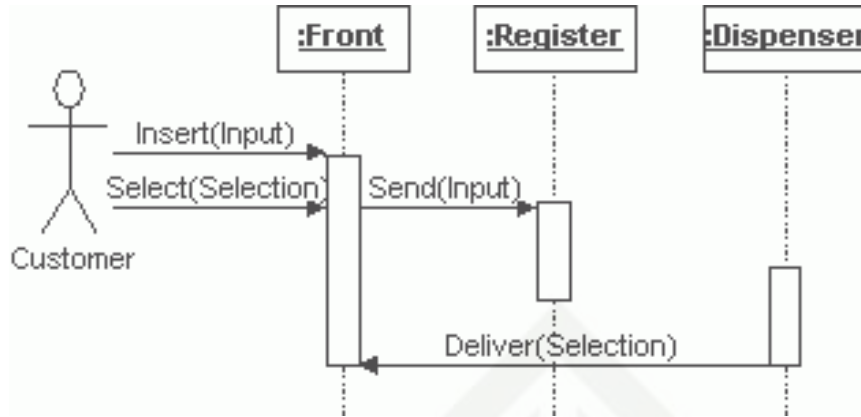 :Front
:Register
:Dispenser
Insert(Input)
Select(Selection)
Send(Input)
Customer
Deliver(Selection)